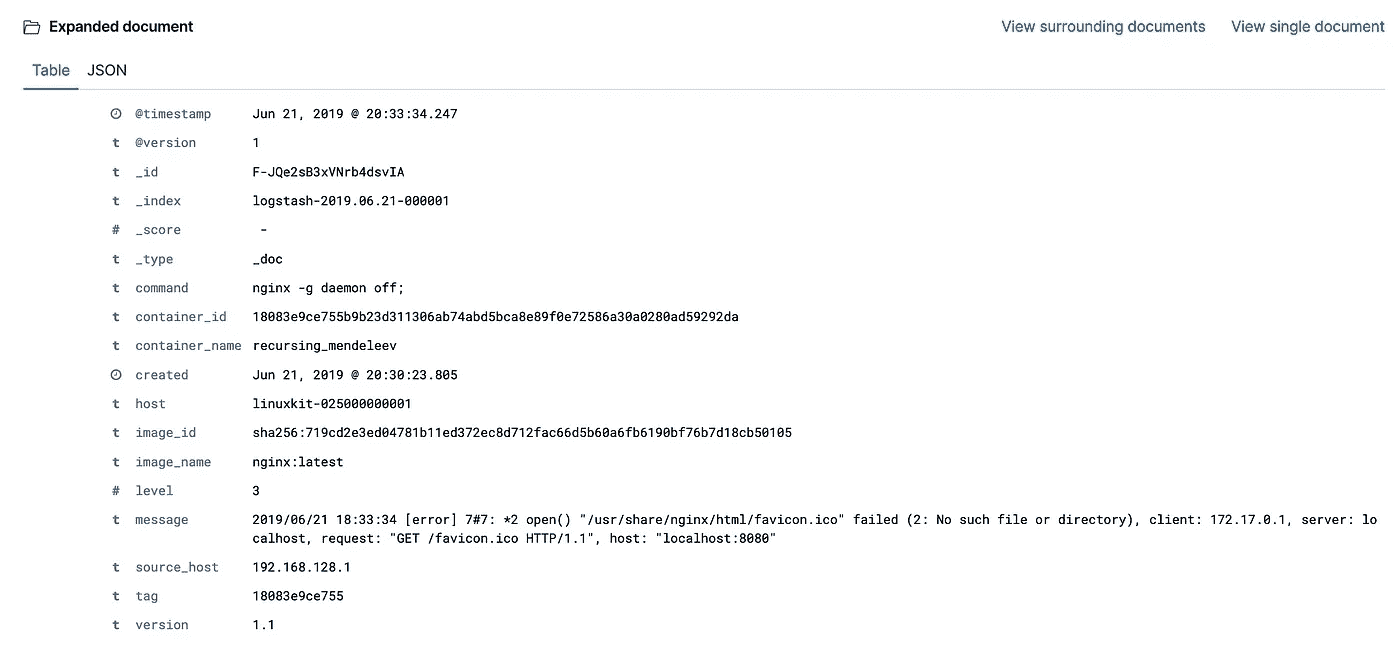 Expanded document View surrounding documents View single document
Table JSON
@timestamp Jun 21, 2019 @ 20:33:34.247
t @version 1
t _id F-JQe2sB3xVNrb4dsvIA
t _index logstash-2019.06.21-000001
# _score -
t _type _doc
t command nginx -g daemon off;
t container_id 18083e9ce755b9b23d311306ab74abd5bca8e89f0e72586a30a0280ad59292da
t container_name recursing_mendeleev
created Jun 21, 2019 @ 20:30:23.805
t host linuxkit-025000000001
t image_id sha256:719cd2e3ed04781b11ed372ec8d712fac66d5b60a6fb6190bf76b7d18cb50105
t image_name nginx:latest
# level 3
t message 2019/06/21 18:33:34 [error] 7#7: *2 open() "/usr/share/nginx/html/favicon.ico" failed (2: No such file or directory), client: 172.17.0.1, server: lo
calhost, request: "GET /favicon.ico HTTP/1.1", host: "localhost:8080"
t source_host 192.168.128.1
t tag 18083e9ce755
t version 1.1